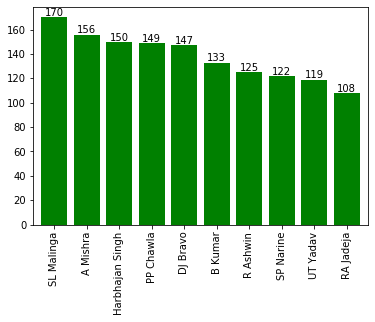 170
156
150
149
147
133
125
122
119
108
160
140
120
100
80
60
40
20
0
SL Malinga
A Mishra
Harbhajan Singh
PP Chawla
DJ Bravo
B Kumar
R Ashwin
SP Narine
UT Yadav
RA Jadeja